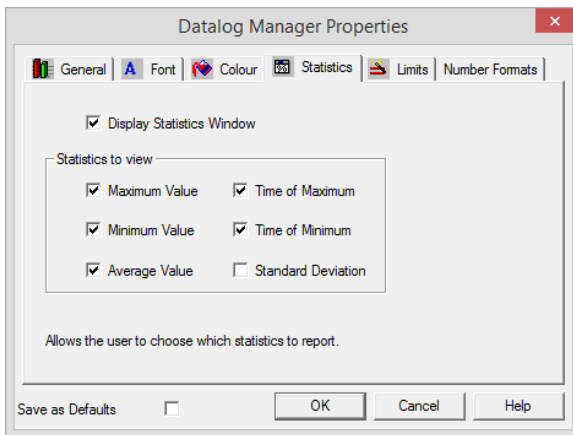 Datalog Manager Properties
General Font Colour Statistics Limits Number Formats
Display Statistics Window
Statistics to view
Maximum Value Time of Maximum
Minimum Value Time of Minimum
Average Value Standard Deviation
Allows the user to choose which statistics to report.
Save as Defaults OK Cancel Help